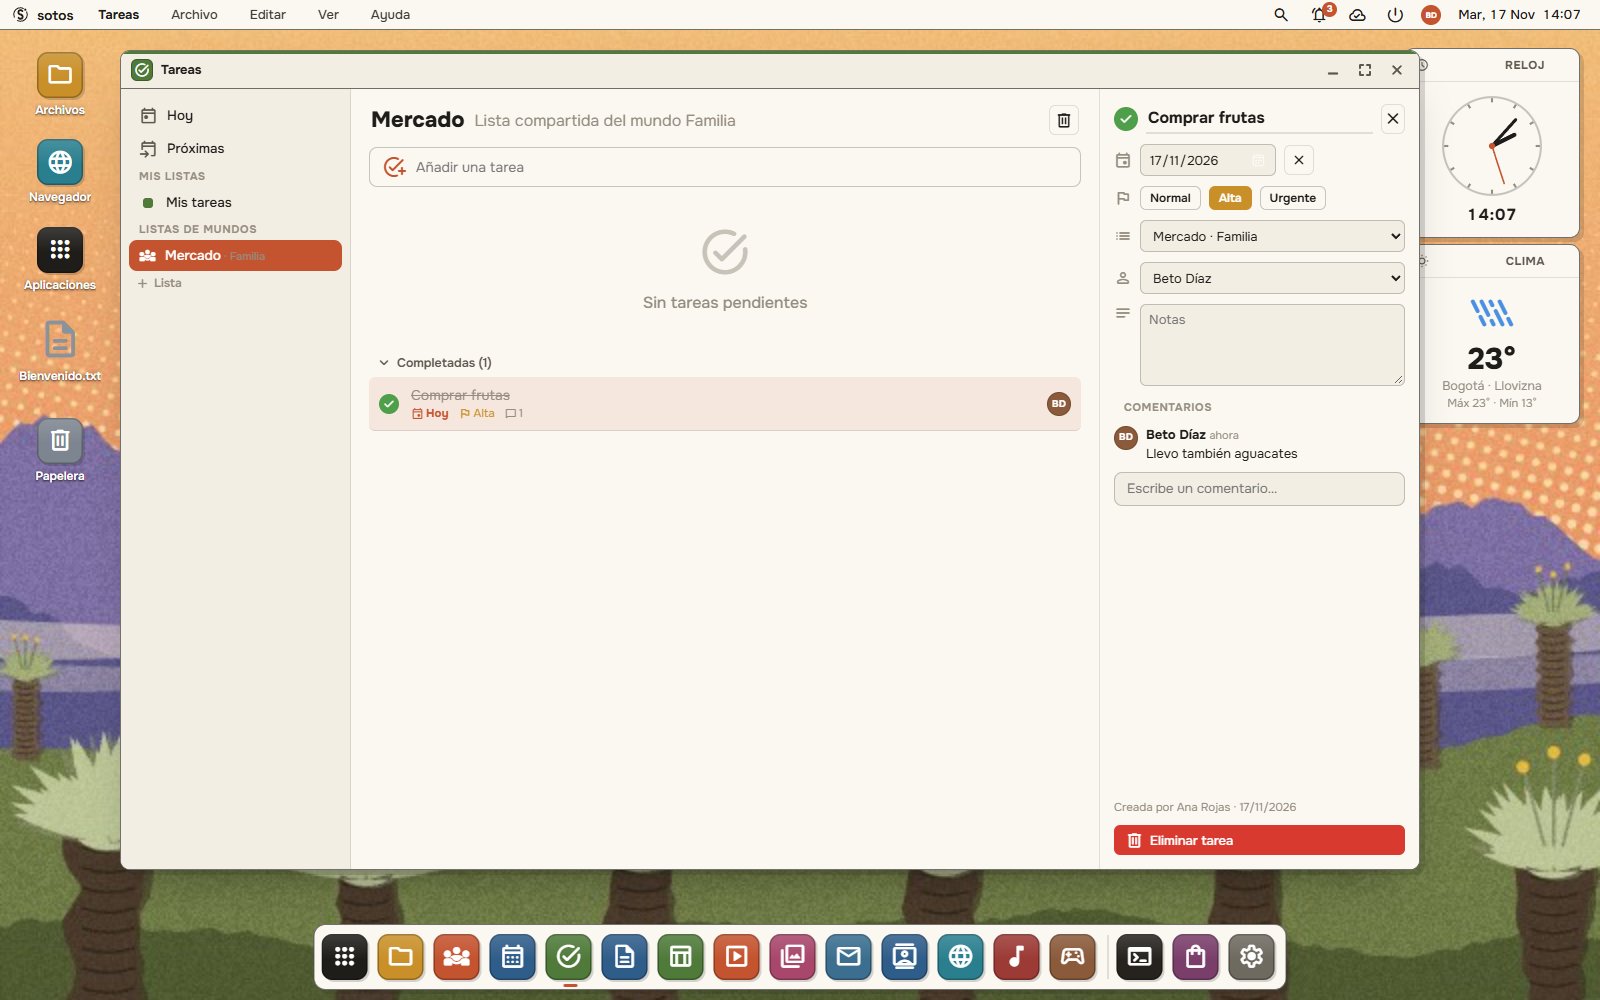 sotos Tareas Archivo Editar Ver Ayuda
3 BD Mar, 17 Nov 14:07
Archivos
Navegador
Aplicaciones
Bienvenido.txt
Papelera
Tareas
Hoy
Próximas
MIS LISTAS
Mis tareas
LISTAS DE MUNDOS
Mercado · Familia
+ Lista
Mercado Lista compartida del mundo Familia
Añadir una tarea
Sin tareas pendientes
Completadas (1)
Comprar frutas
Hoy Alta 1
BD
Comprar frutas
17/11/2026
Normal Alta Urgente
Mercado · Familia
Beto Díaz
Notas
COMENTARIOS
BD Beto Díaz ahora
Llevo también aguacates
Escribe un comentario...
Creada por Ana Rojas · 17/11/2026
Eliminar tarea
RELOJ
14:07
CLIMA
23°
Bogotá · Llovizna
Máx 23° · Mín 13°